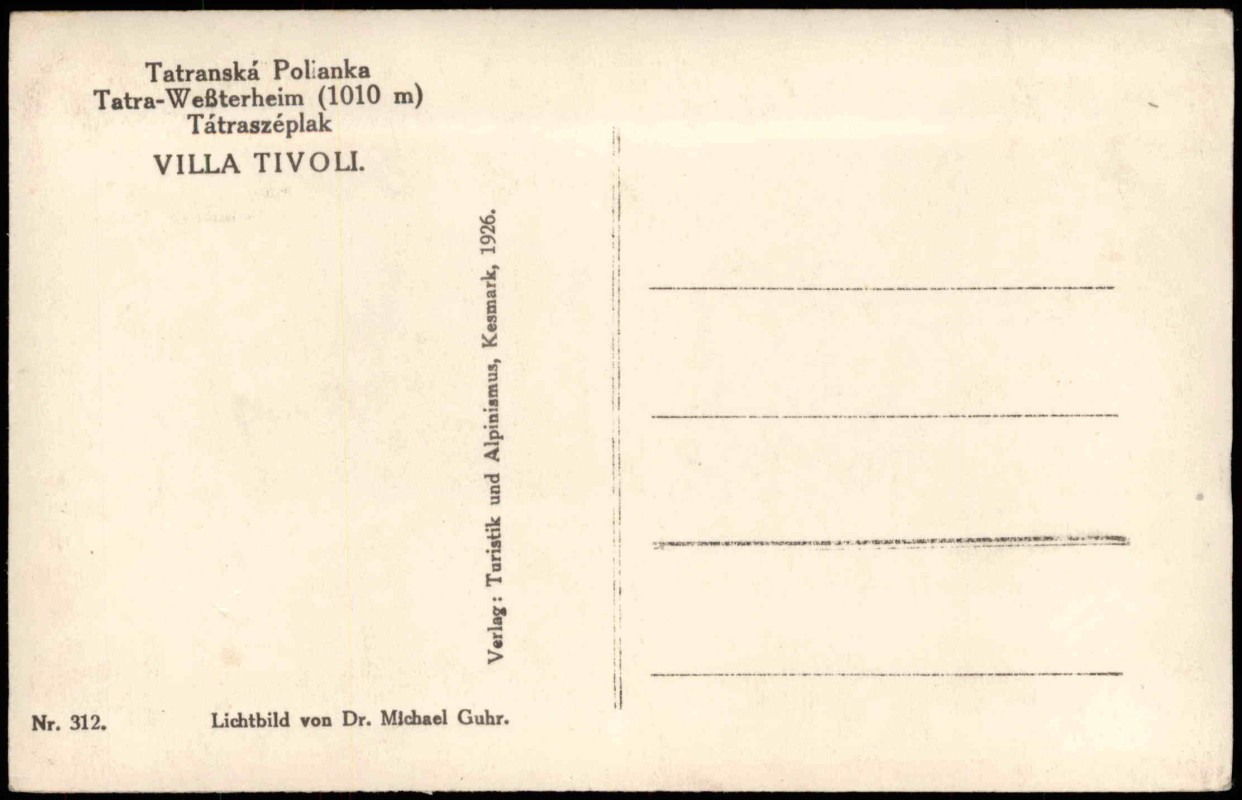 Tatranská Polianka
Tatra-Weßterheim (1010 m)
Tátraszéplak
VILLA TIVOLI.
Verlag: Turistik und Alpinismus, Kesmark, 1926.
Nr. 312.
Lichtbild von Dr. Michael Guhr.